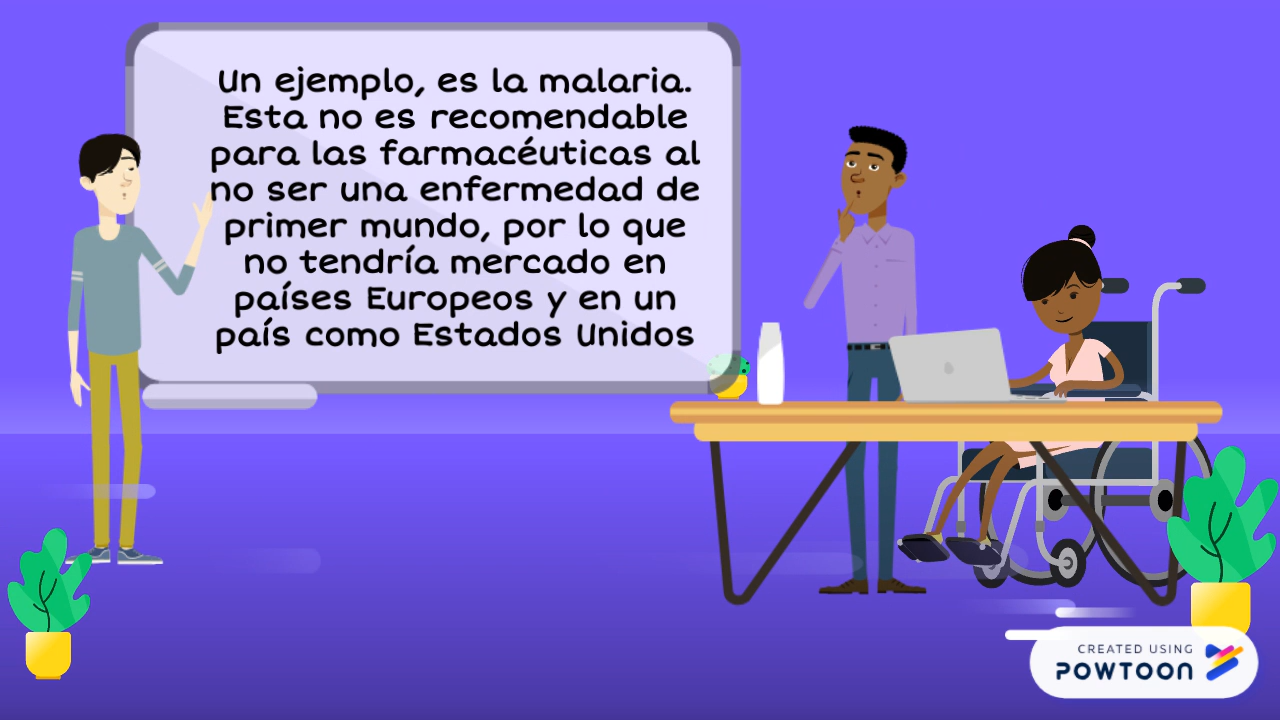 Un ejemplo, es la malaria.
Esta no es recomendable
para las farmacéuticas al
no ser una enfermedad de
primer mundo, por lo que
no tendría mercado en
países Europeos y en un
país como Estados Unidos
CREATED USING
POWTOON